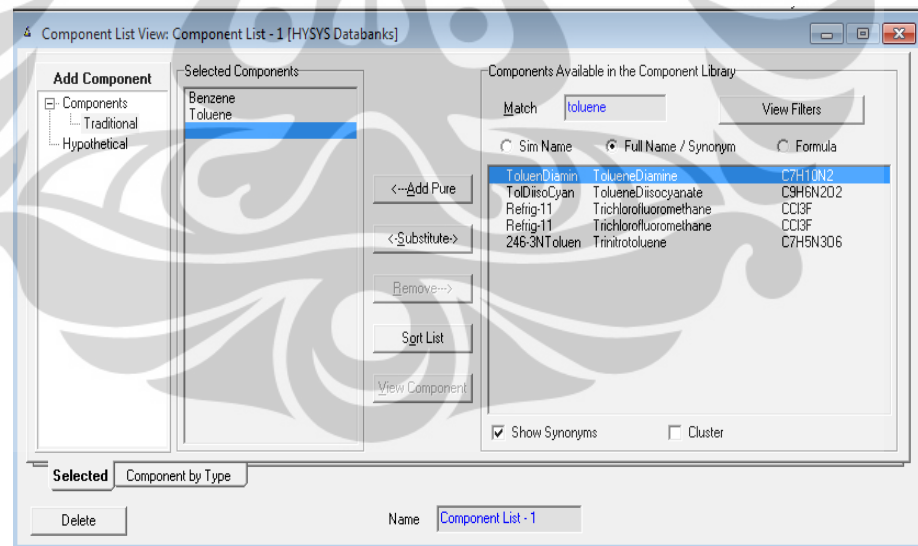 Component List View: Component List - 1 [HYSYS Databanks]
Add Component
Components
Traditional
Hypothetical
Selected Components
Benzene
Toluene
<---Add Pure
<-Substitute->
Remove--->
Sort List
View Component
Components Available in the Component Library
Match toluene View Filters
Sim Name Full Name / Synonym Formula
ToluenDiamin TolueneDiamine C7H10N2
TolDiisoCyan TolueneDiisocyanate C9H6N2O2
Refrig-11 Trichlorofluoromethane CCl3F
Refrig-11 Trichlorofluoromethane CCl3F
246-3NToluen Trinitrotoluene C7H5N3O6
Show Synonyms Cluster
Selected Component by Type
Delete Name Component List - 1